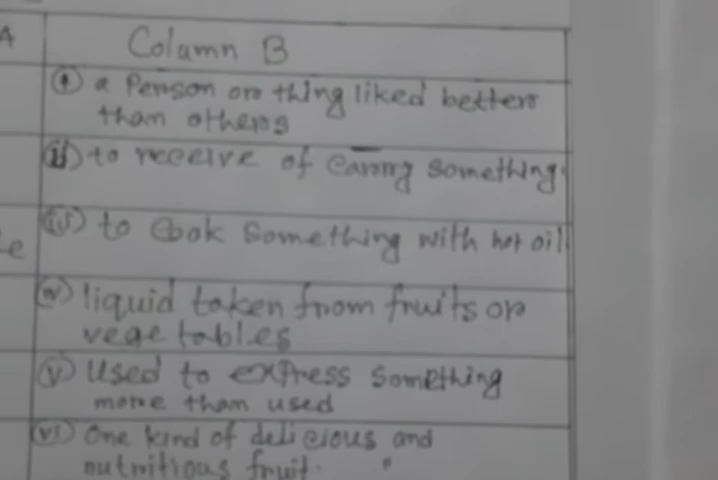 A
Column B
(i) a Person or thing liked better
than others
(ii) to receive of earing something.
(iii) to cook something with hot oil
e
(iv) liquid taken from fruits or
vegetables
(v) Used to express something
more than used
(vi) One kind of delicious and
nutritious fruit.